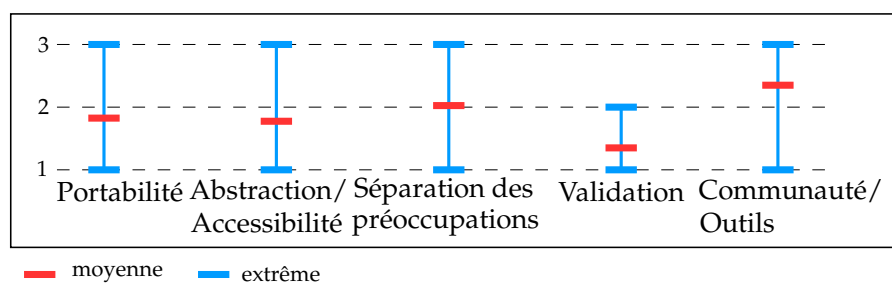 3
2
1
Portabilité
Abstraction/
Accessibilité
Séparation des
préoccupations
Validation
Communauté/
Outils
moyenne
extrême